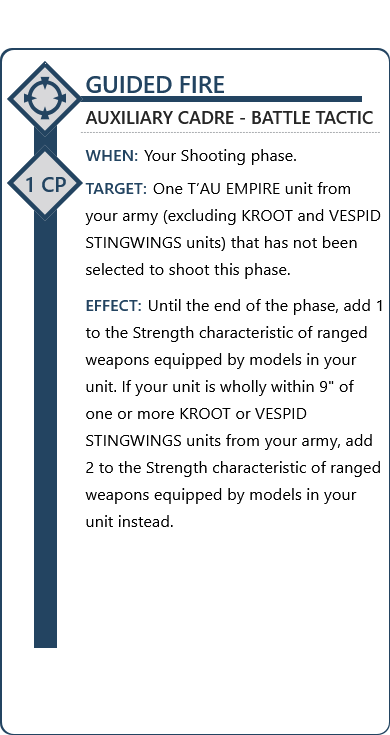 GUIDED FIRE
AUXILIARY CADRE - BATTLE TACTIC
1 CP
WHEN: Your Shooting phase.
TARGET: One T’AU EMPIRE unit from
your army (excluding KROOT and VESPID
STINGWINGS units) that has not been
selected to shoot this phase.
EFFECT: Until the end of the phase, add 1
to the Strength characteristic of ranged
weapons equipped by models in your
unit. If your unit is wholly within 9" of
one or more KROOT or VESPID
STINGWINGS units from your army, add
2 to the Strength characteristic of ranged
weapons equipped by models in your
unit instead.